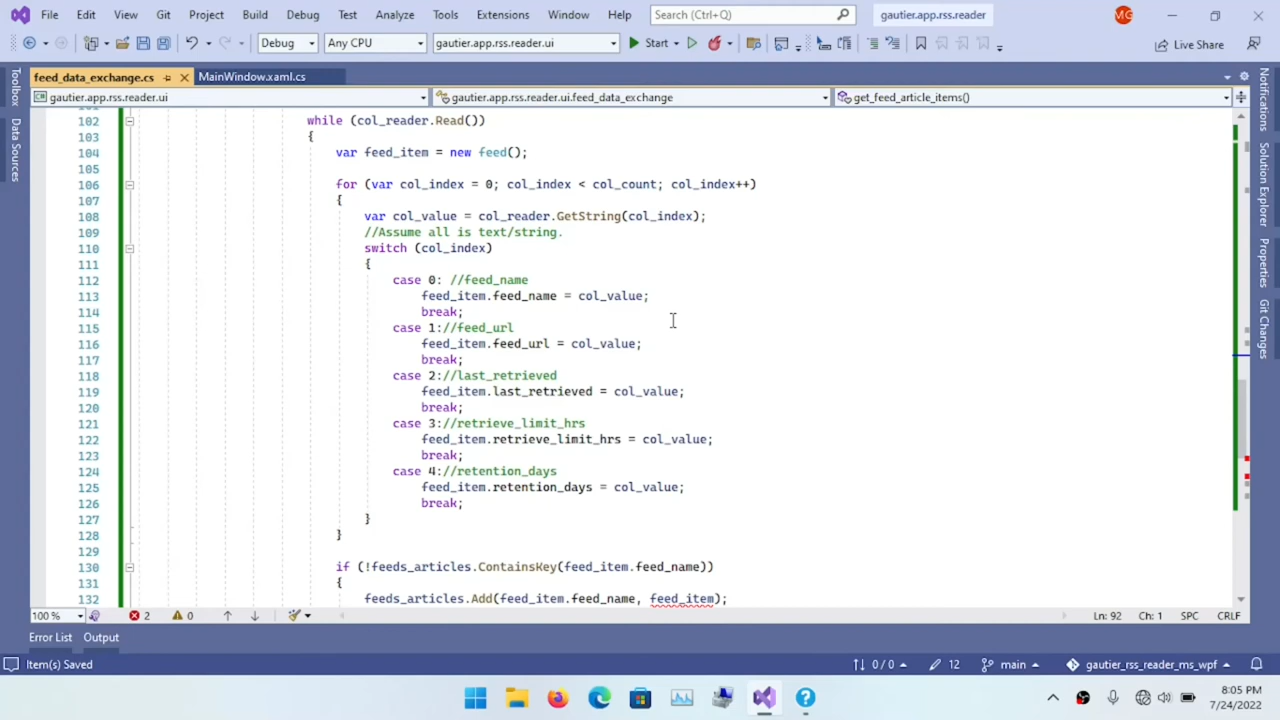 File Edit View Git Project Build Debug Test Analyze Tools Extensions Window Help Search (Ctrl+Q) gautier.app.rss.reader MG
Debug Any CPU gautier.app.rss.reader.ui Start Live Share
feed_data_exchange.cs MainWindow.xaml.cs
gautier.app.rss.reader.ui gautier.app.rss.reader.ui.feed_data_exchange get_feed_article_items()
Toolbox
Data Sources
102 while (col_reader.Read())
103 {
104 var feed_item = new feed();
105
106 for (var col_index = 0; col_index < col_count; col_index++)
107 {
108 var col_value = col_reader.GetString(col_index);
109 //Assume all is text/string.
110 switch (col_index)
111 {
112 case 0: //feed_name
113 feed_item.feed_name = col_value;
114 break;
115 case 1://feed_url
116 feed_item.feed_url = col_value;
117 break;
118 case 2://last_retrieved
119 feed_item.last_retrieved = col_value;
120 break;
121 case 3://retrieve_limit_hrs
122 feed_item.retrieve_limit_hrs = col_value;
123 break;
124 case 4://retention_days
125 feed_item.retention_days = col_value;
126 break;
127 }
128 }
129
130 if (!feeds_articles.ContainsKey(feed_item.feed_name))
131 {
132 feeds_articles.Add(feed_item.feed_name, feed_item);
Notifications
Solution Explorer
Properties
Git Changes
100 % 2 0 Ln: 92 Ch: 1 SPC CRLF
Error List Output
Item(s) Saved 0 / 0 12 main gautier_rss_reader_ms_wpf
8:05 PM
7/24/2022